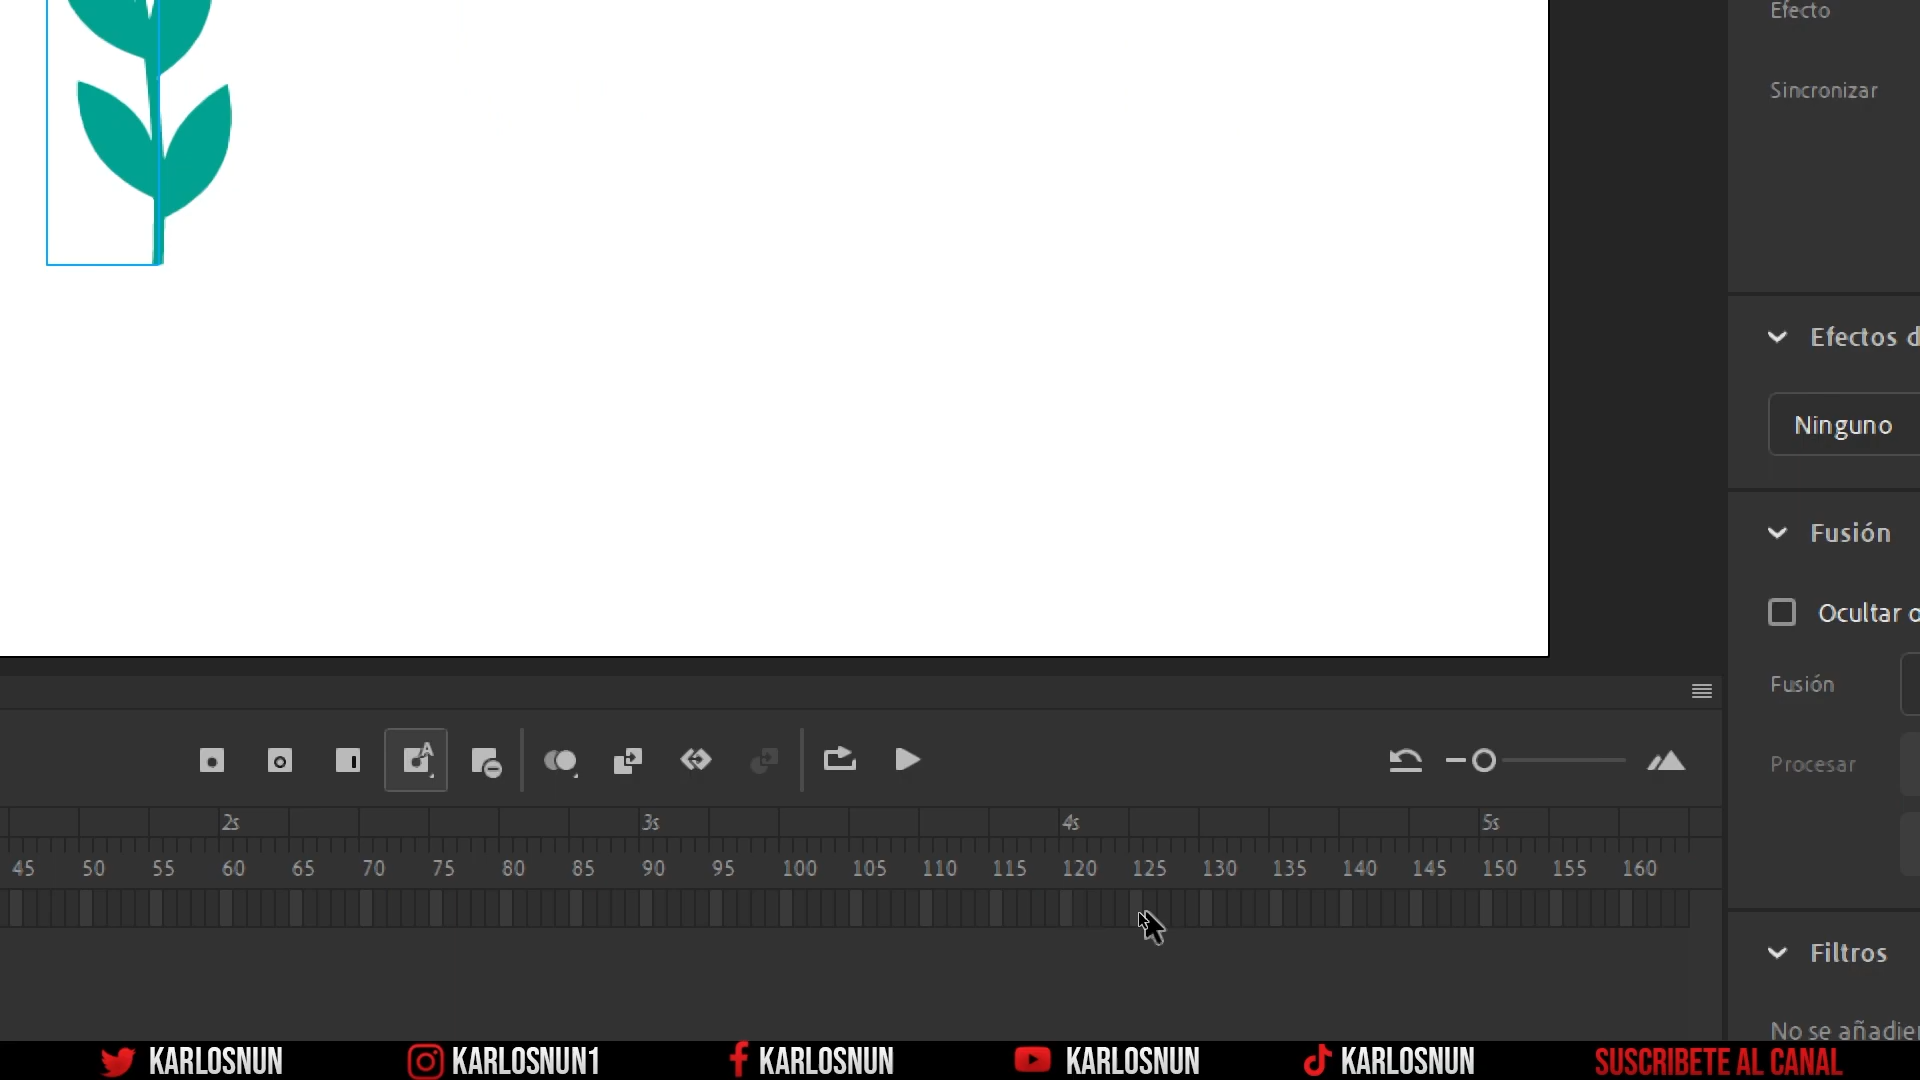 Efecto
Sincronizar
Efectos d
Ninguno
Fusión
Ocultar o
Fusión
Procesar
2s 3s 4s 5s
45 50 55 60 65 70 75 80 85 90 95 100 105 110 115 120 125 130 135 140 145 150 155 160
Filtros
No se añadier
KARLOSNUN KARLOSNUN1 KARLOSNUN KARLOSNUN KARLOSNUN SUSCRIBETE AL CANAL